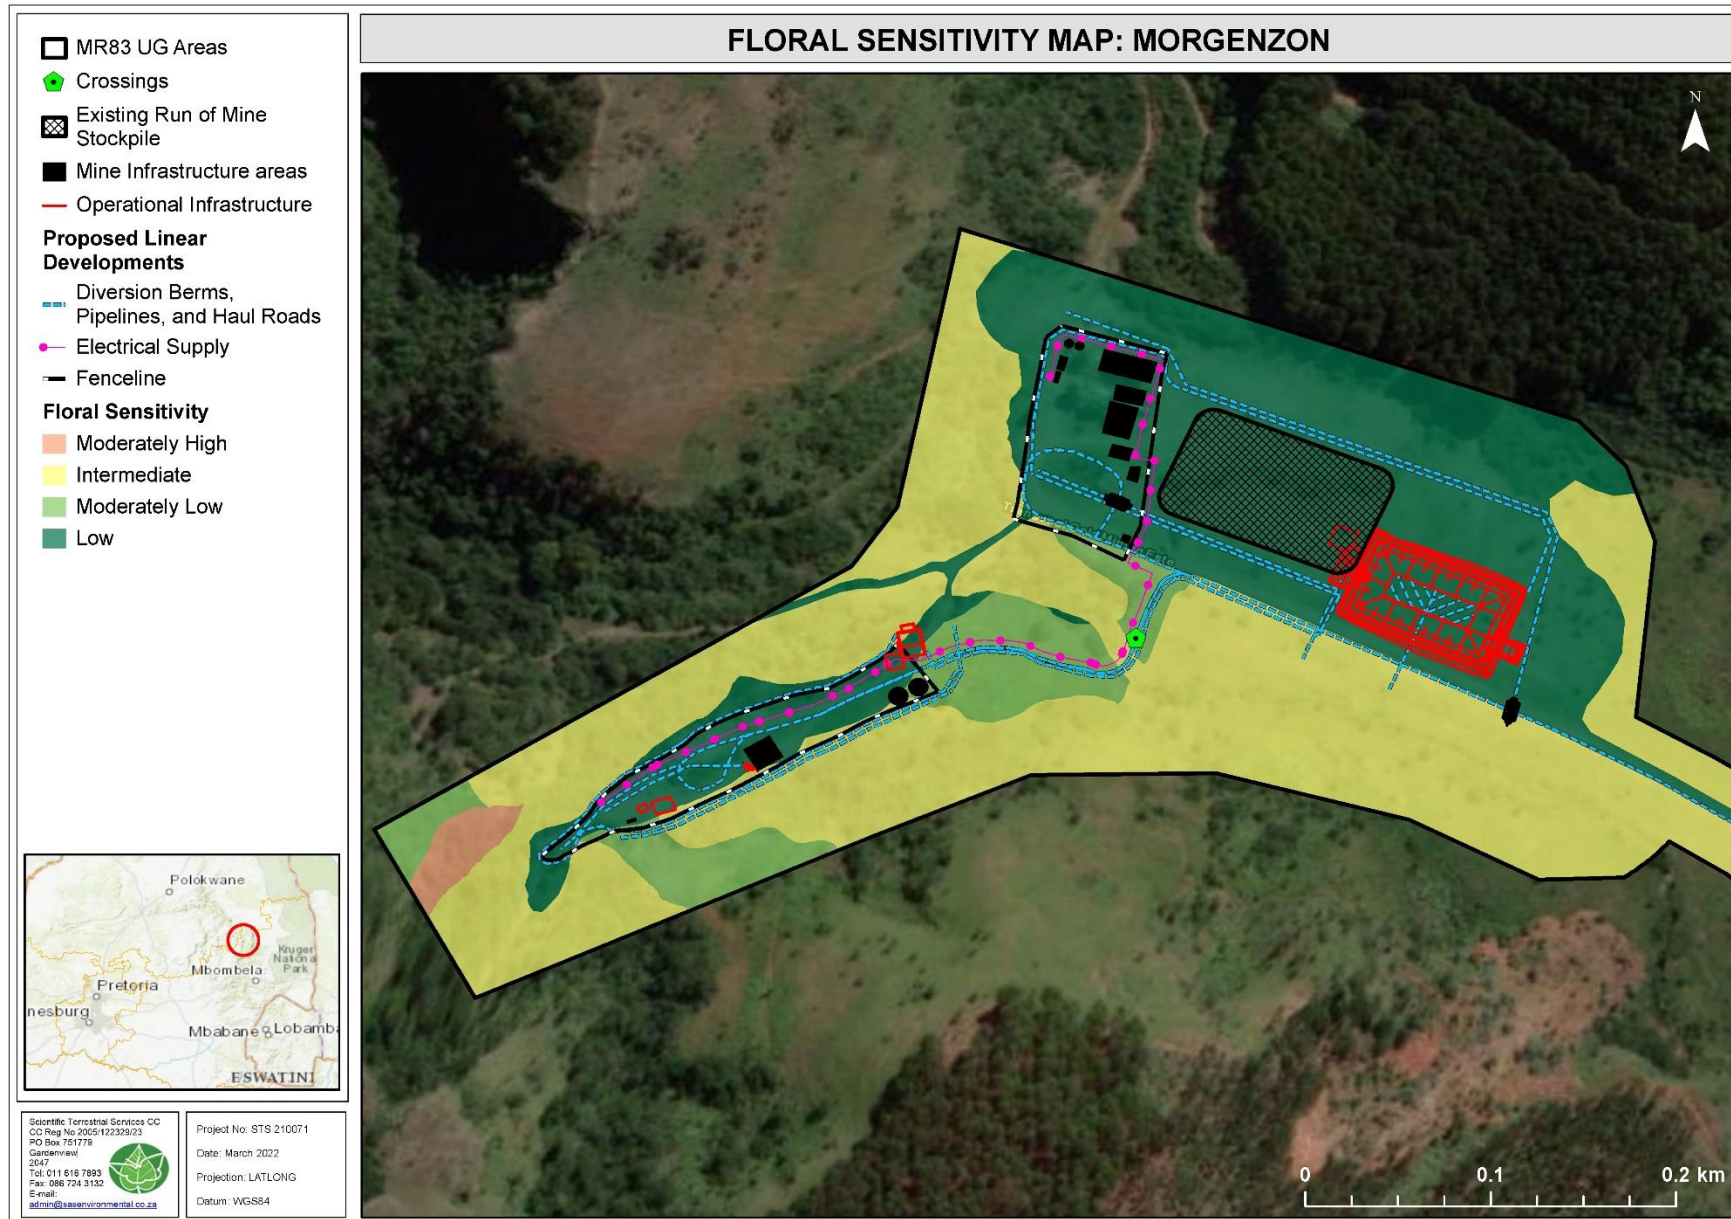 FLORAL SENSITIVITY MAP: MORGENZON
MR83 UG Areas
Crossings
Existing Run of Mine
Stockpile
Mine Infrastructure areas
Operational Infrastructure
Proposed Linear
Developments
Diversion Berms,
Pipelines, and Haul Roads
Electrical Supply
Fenceline
Floral Sensitivity
Moderately High
Intermediate
Moderately Low
Low
N
Polokwane
Kruger
National
Park
Mbombela
Pretoria
nesburg
Mbabane
Lobamba
ESWATINI
Scientific Terrestrial Services CC
CC Reg No 2005/122329/23
PO Box 751779
Gardenview
2047
Tel: 011 616 7893
Fax: 086 724 3132
E-mail:
admin@sasenvironmental.co.za
Project No: STS 210071
Date: March 2022
Projection: LATLONG
Datum: WGS84
0 0.1 0.2 km